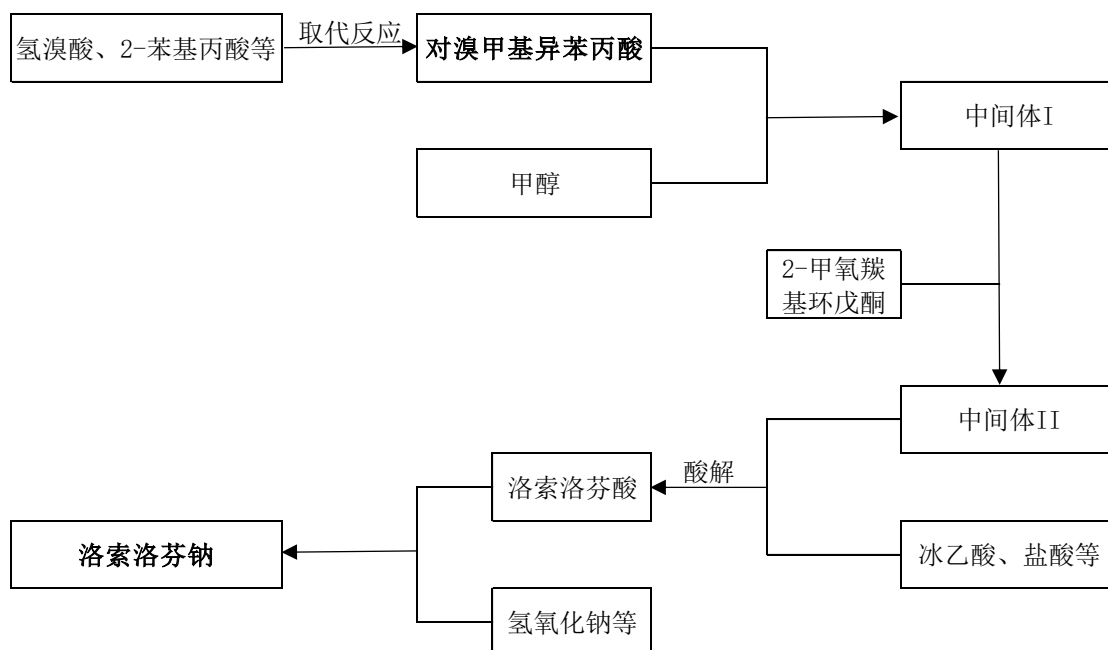 氢溴酸、2-苯基丙酸等
取代反应
对溴甲基异苯丙酸
甲醇
中间体I
2-甲氧羰
基环戊酮
中间体II
冰乙酸、盐酸等
酸解
洛索洛芬酸
氢氧化钠等
洛索洛芬钠